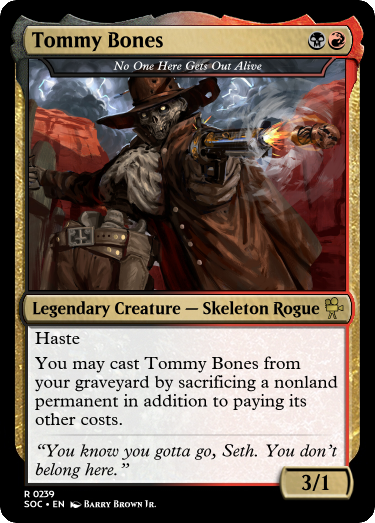 Tommy Bones
No One Here Gets Out Alive
Legendary Creature — Skeleton Rogue
Haste
You may cast Tommy Bones from
your graveyard by sacrificing a nonland
permanent in addition to paying its
other costs.
“You know you gotta go, Seth. You don’t
belong here.”
3/1
R 0239
SOC • EN Barry Brown Jr.